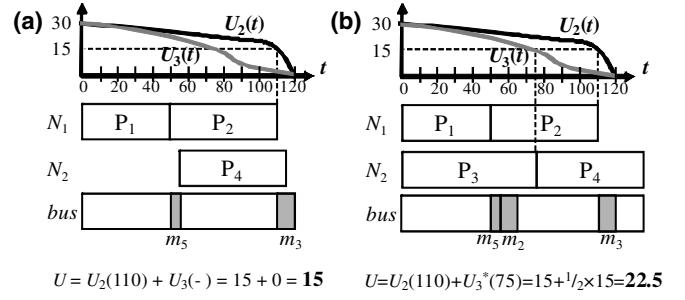 (a) (b)
30 U₂(t) 30 U₂(t)
15 U₃(t) 15 U₃(t)
0 20 40 60 80 100 120 t 0 20 40 60 80 100 120 t
N₁ P₁ P₂ N₁ P₁ P₂
N₂ P₄ N₂ P₃ P₄
bus bus
m₅ m₃ m₅ m₂ m₃
U = U₂(110) + U₃(-) = 15 + 0 = 15 U=U₂(110)+U₃*(75)=15+¹/₂×15=22.5